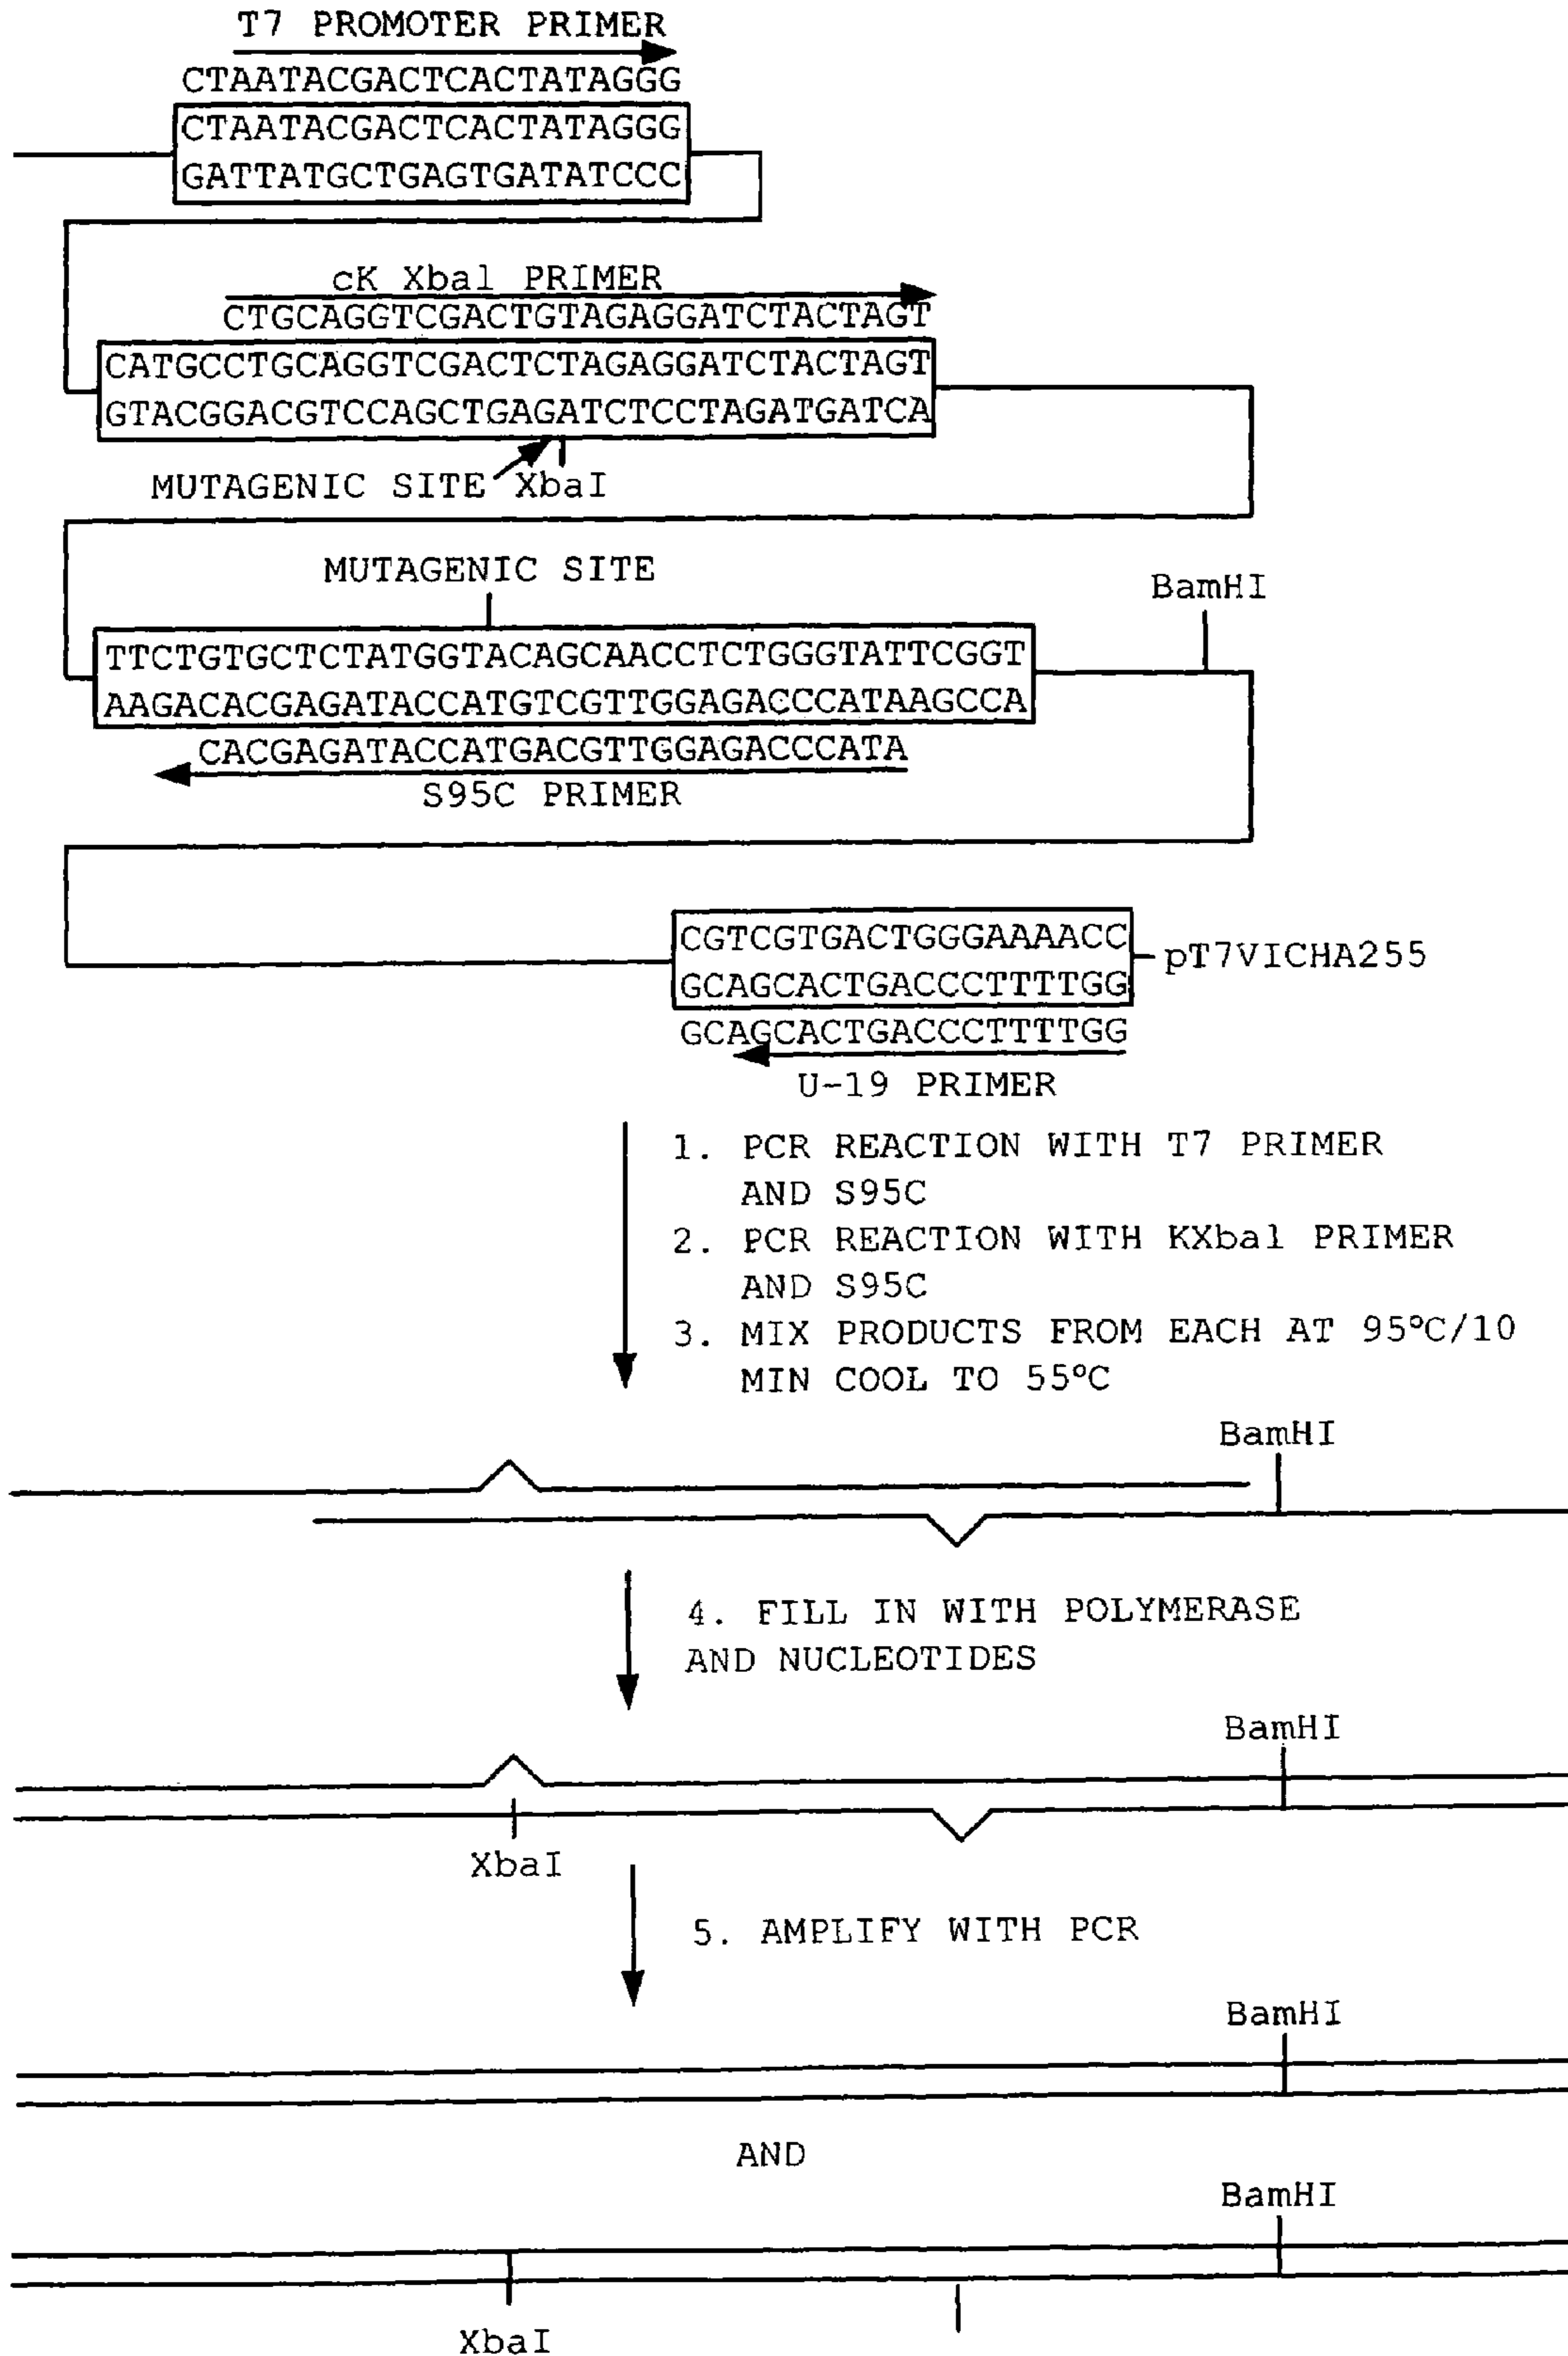 T7 PROMOTER PRIMER
CTAATACGACTCACTATAGGG
CTAATACGACTCACTATAGGG
GATTATGCTGAGTGATATCCC
cK Xbal PRIMER
CTGCAGGTCGACTGTAGAGGATCTACTAGT
CATGCCTGCAGGTCGACTCTAGAGGATCTACTAGT
GTACGGACGTCCAGCTGAGATCTCCTAGATGATCA
MUTAGENIC SITE XbaI
MUTAGENIC SITE
BamHI
TTCTGTGCTCTATGGTACAGCAACCTCTGGGTATTCGGT
AAGACACGAGATACCATGTCGTTGGAGACCCATAAGCCA
CACGAGATACCATGACGTTGGAGACCCATA
S95C PRIMER
CGTCGTGACTGGGAAAACC
GCAGCACTGACCCTTTTGG
pT7VICHA255
GCAGCACTGACCCTTTTGG
U-19 PRIMER
1. PCR REACTION WITH T7 PRIMER
AND S95C
2. PCR REACTION WITH KXbal PRIMER
AND S95C
3. MIX PRODUCTS FROM EACH AT 95°C/10
MIN COOL TO 55°C
BamHI
4. FILL IN WITH POLYMERASE
AND NUCLEOTIDES
BamHI
XbaI
5. AMPLIFY WITH PCR
BamHI
AND
BamHI
XbaI